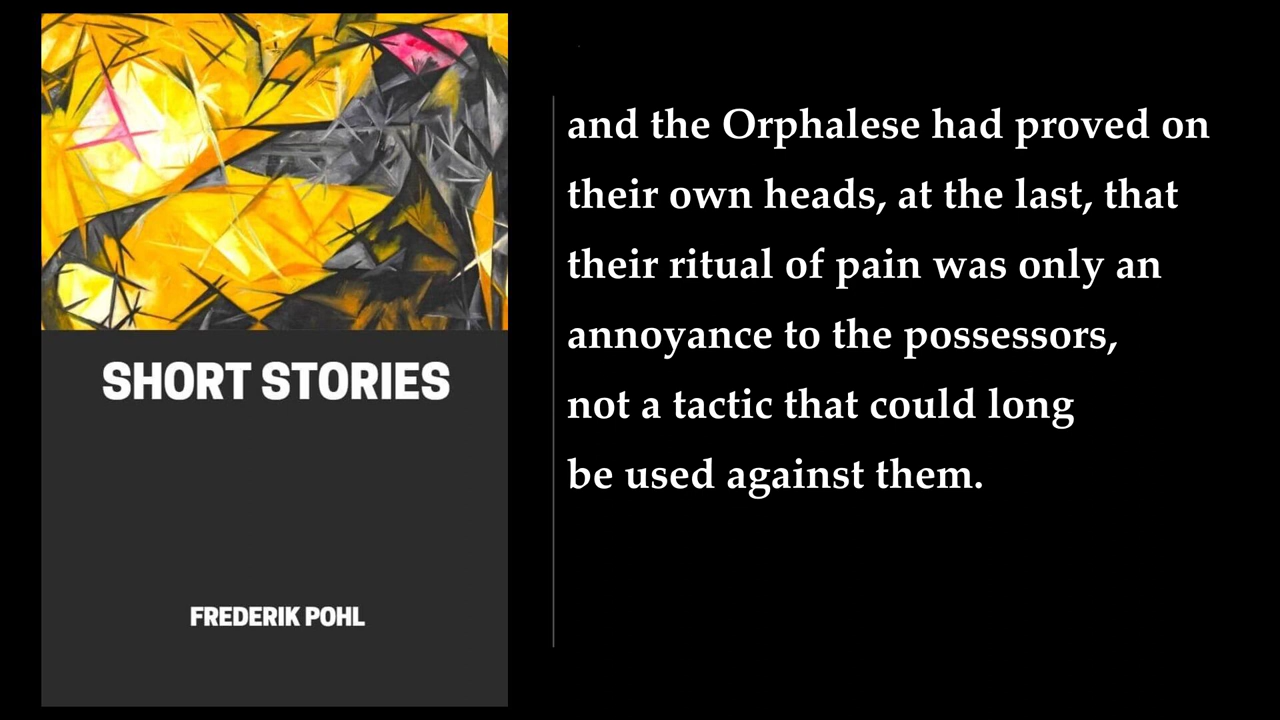 SHORT STORIES
FREDERIK POHL
and the Orphalese had proved on
their own heads, at the last, that
their ritual of pain was only an
annoyance to the possessors,
not a tactic that could long
be used against them.